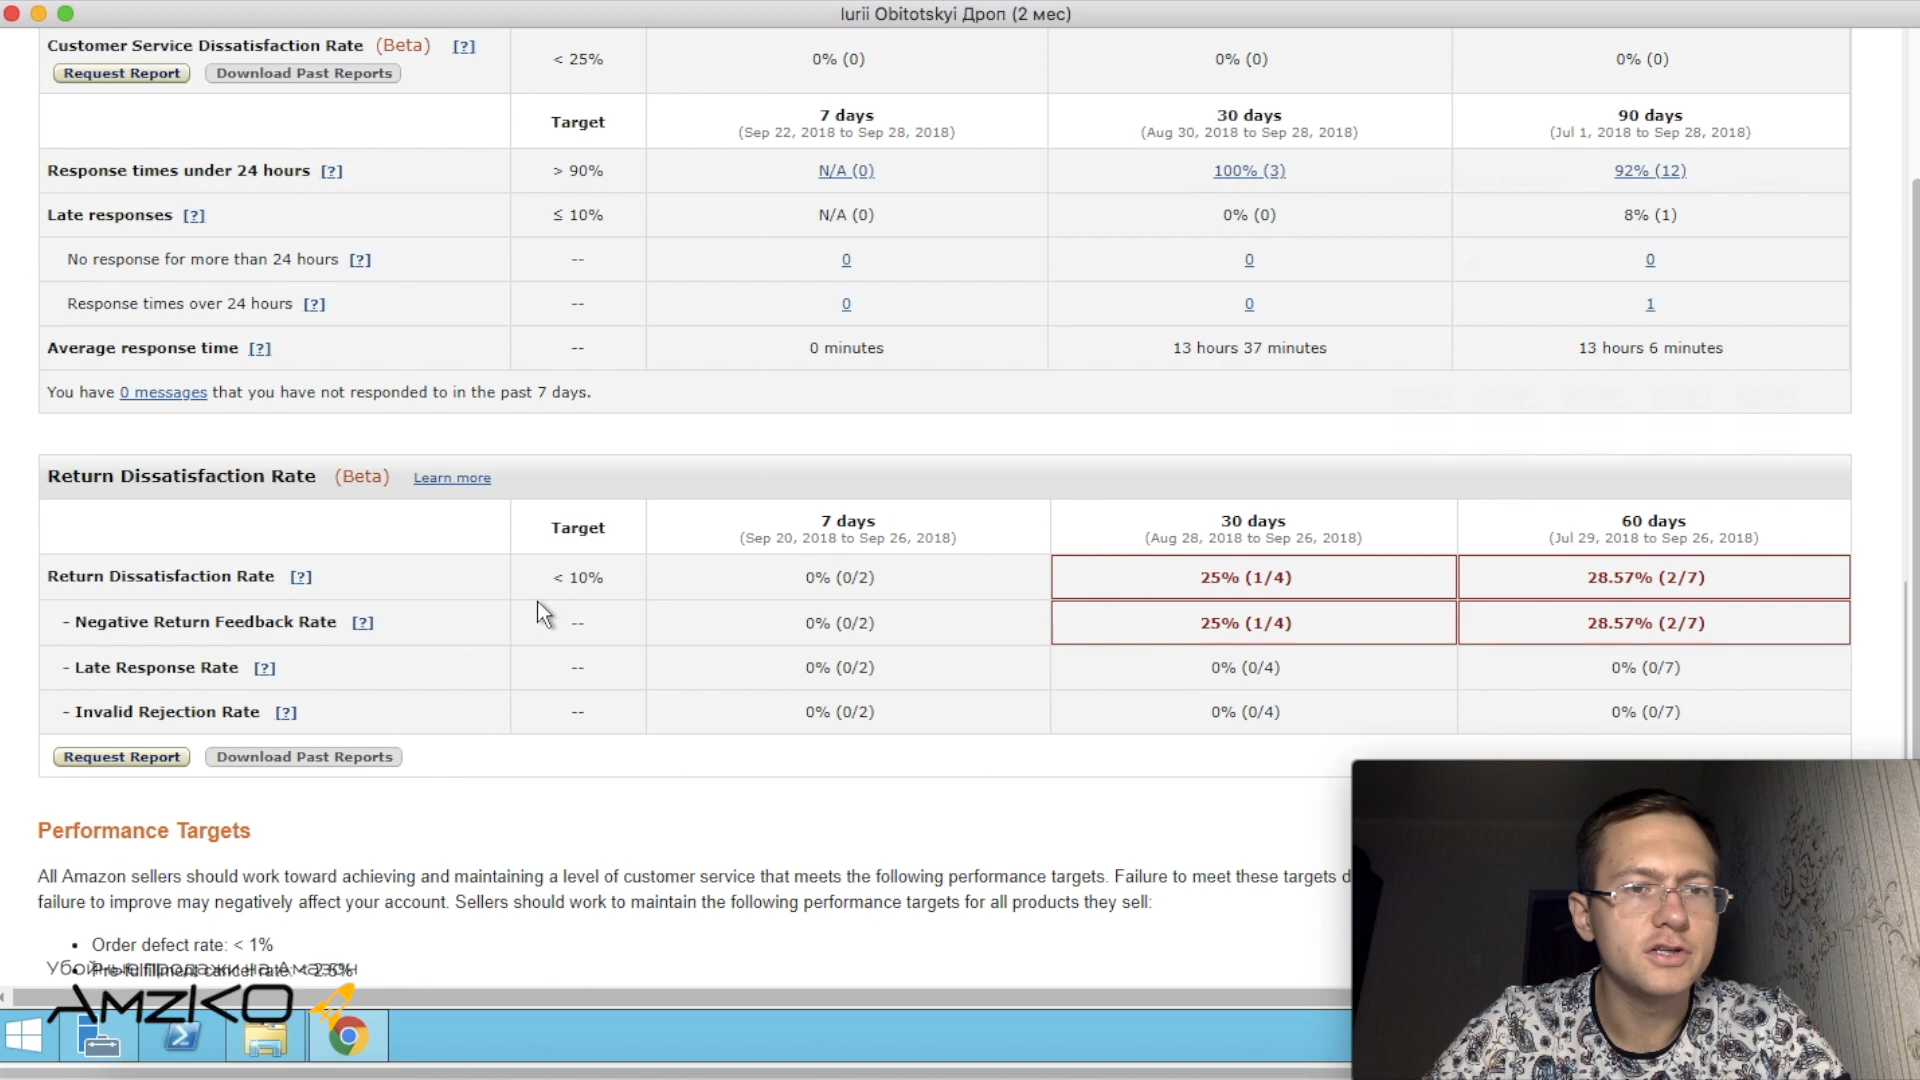 Iurii Obitotskyi Дроп (2 мес)
Customer Service Dissatisfaction Rate (Beta) [?]
Request Report Download Past Reports
< 25% 0% (0) 0% (0) 0% (0)
Target
7 days 30 days 90 days
(Sep 22, 2018 to Sep 28, 2018) (Aug 30, 2018 to Sep 28, 2018) (Jul 1, 2018 to Sep 28, 2018)
Response times under 24 hours [?] > 90% N/A (0) 100% (3) 92% (12)
Late responses [?] ≤ 10% N/A (0) 0% (0) 8% (1)
No response for more than 24 hours [?] -- 0 0 0
Response times over 24 hours [?] -- 0 0 1
Average response time [?] -- 0 minutes 13 hours 37 minutes 13 hours 6 minutes
You have 0 messages that you have not responded to in the past 7 days.
Return Dissatisfaction Rate (Beta) Learn more
Target
7 days 30 days 60 days
(Sep 20, 2018 to Sep 26, 2018) (Aug 28, 2018 to Sep 26, 2018) (Jul 29, 2018 to Sep 26, 2018)
Return Dissatisfaction Rate [?] < 10% 0% (0/2) 25% (1/4) 28.57% (2/7)
- Negative Return Feedback Rate [?] -- 0% (0/2) 25% (1/4) 28.57% (2/7)
- Late Response Rate [?] -- 0% (0/2) 0% (0/4) 0% (0/7)
- Invalid Rejection Rate [?] -- 0% (0/2) 0% (0/4) 0% (0/7)
Request Report Download Past Reports
Performance Targets
All Amazon sellers should work toward achieving and maintaining a level of customer service that meets the following performance targets. Failure to meet these targets d
failure to improve may negatively affect your account. Sellers should work to maintain the following performance targets for all products they sell:
• Order defect rate: < 1%
• Pre-fulfillment cancel rate: < 2.5%
Убойные продажи на Амазон
AMZIKO